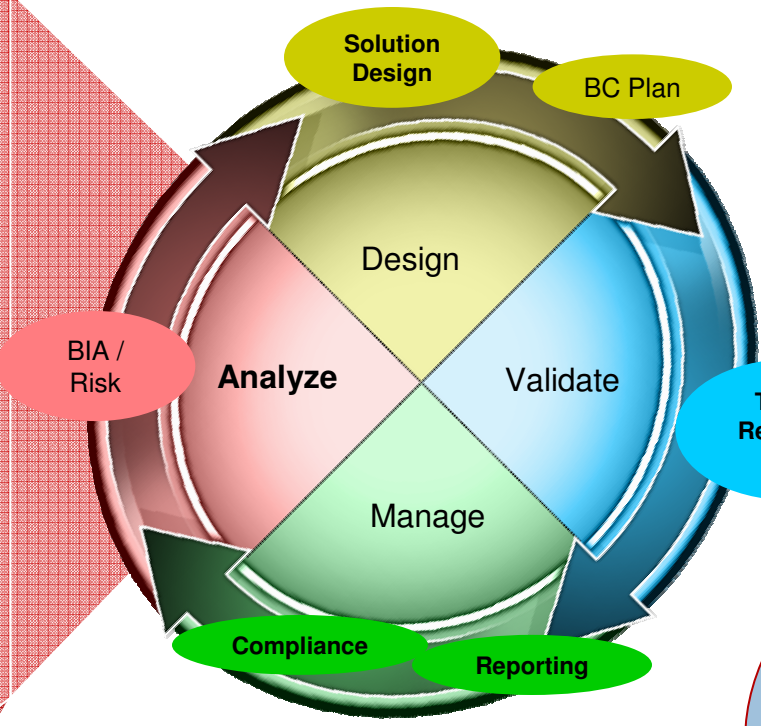 Solution
Design
BC Plan
Design
BIA /
Risk
Analyze
Validate
Manage
Compliance
Reporting